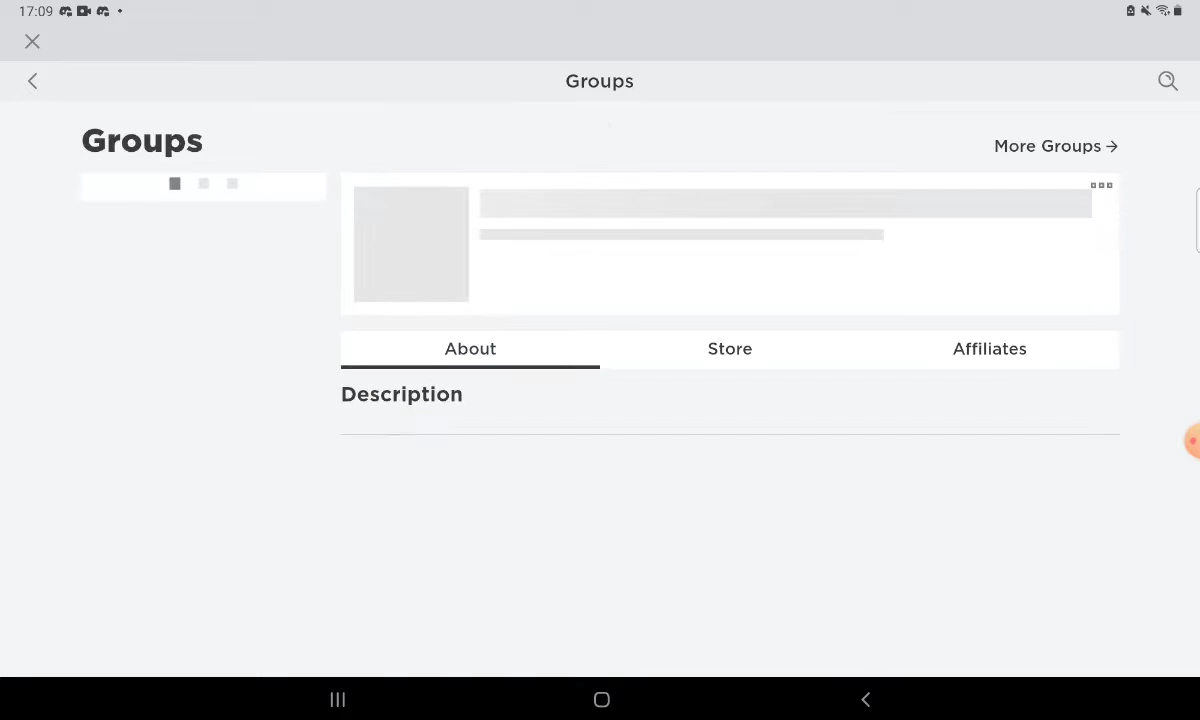 17:09
Groups
Groups
More Groups →
About
Store
Affiliates
Description